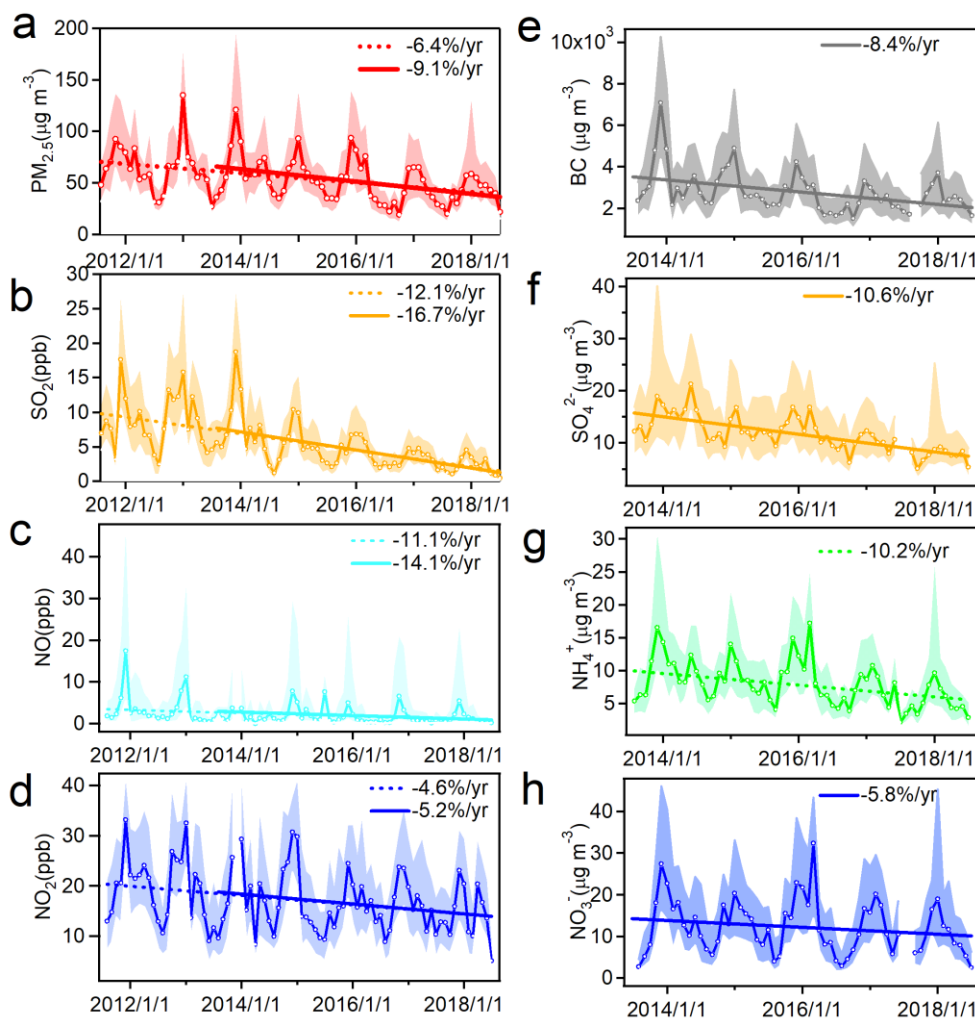 a
200
150
100
50
0
PM2.5(μg m-3)
-6.4%/yr
-9.1%/yr
2012/1/1 2014/1/1 2016/1/1 2018/1/1
b
30
25
20
15
10
5
0
SO2(ppb)
-12.1%/yr
-16.7%/yr
2012/1/1 2014/1/1 2016/1/1 2018/1/1
c
40
30
20
10
0
NO(ppb)
-11.1%/yr
-14.1%/yr
2012/1/1 2014/1/1 2016/1/1 2018/1/1
d
40
30
20
10
NO2(ppb)
-4.6%/yr
-5.2%/yr
2012/1/1 2014/1/1 2016/1/1 2018/1/1
e
10x10³
8
6
4
2
BC (μg m-3)
-8.4%/yr
2014/1/1 2016/1/1 2018/1/1
f
40
30
20
10
SO4 2- (μg m-3)
-10.6%/yr
2014/1/1 2016/1/1 2018/1/1
g
30
25
20
15
10
5
NH4+ (μg m-3)
-10.2%/yr
2014/1/1 2016/1/1 2018/1/1
h
50
40
30
20
10
0
NO3- (μg m-3)
-5.8%/yr
2014/1/1 2016/1/1 2018/1/1